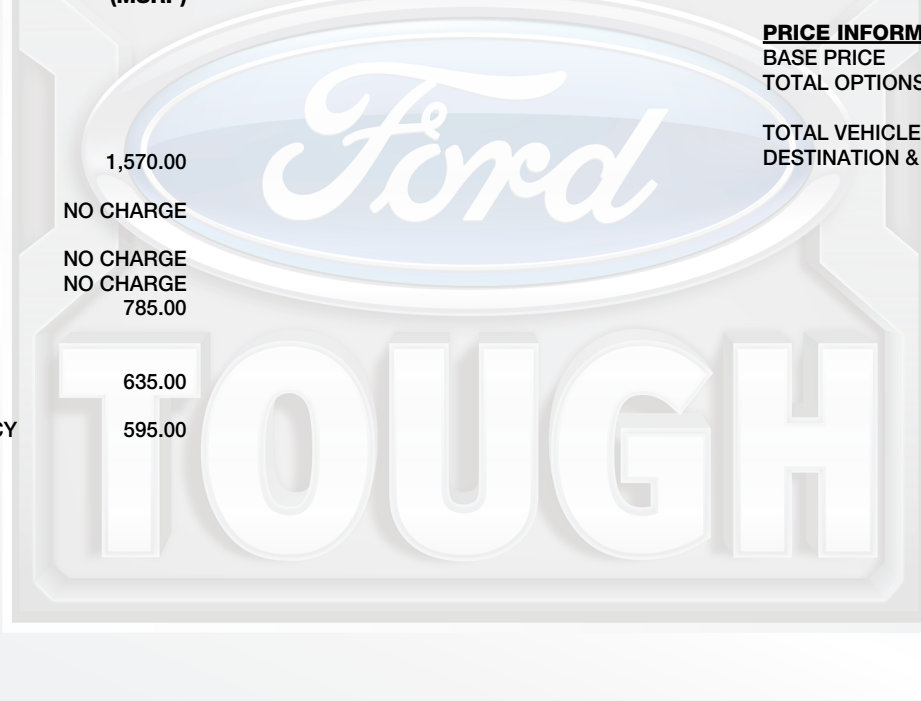 (MSRP)
PRICE INFORM
BASE PRICE
TOTAL OPTIONS
TOTAL VEHICLE
DESTINATION &
1,570.00
NO CHARGE
NO CHARGE
NO CHARGE
785.00
635.00
CY 595.00
Ford
TOUGH